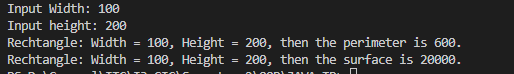 Input Width: 100
Input height: 200
Rechtangle: Width = 100, Height = 200, then the perimeter is 600.
Rechtangle: Width = 100, Height = 200, then the surface is 20000.